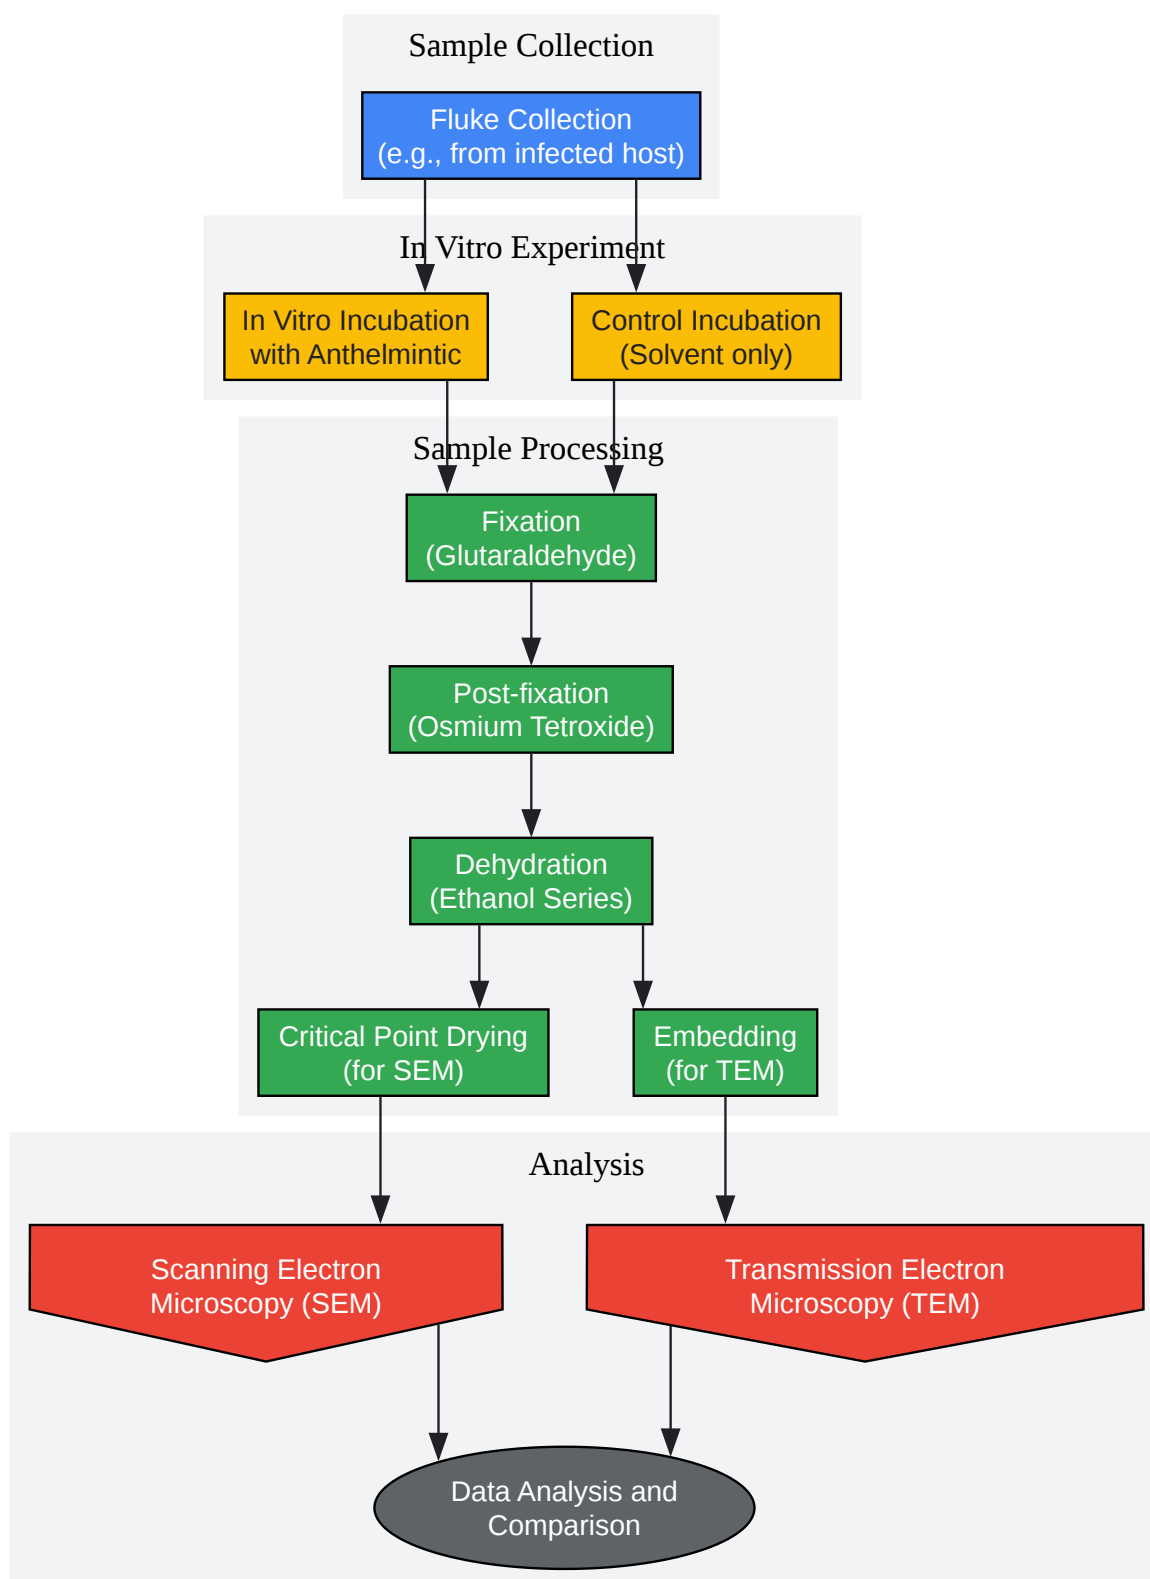 Sample Collection
Fluke Collection
(e.g., from infected host)
In Vitro Experiment
In Vitro Incubation
with Anthelmintic
Control Incubation
(Solvent only)
Sample Processing
Fixation
(Glutaraldehyde)
Post-fixation
(Osmium Tetroxide)
Dehydration
(Ethanol Series)
Critical Point Drying
(for SEM)
Embedding
(for TEM)
Analysis
Scanning Electron
Microscopy (SEM)
Transmission Electron
Microscopy (TEM)
Data Analysis and
Comparison